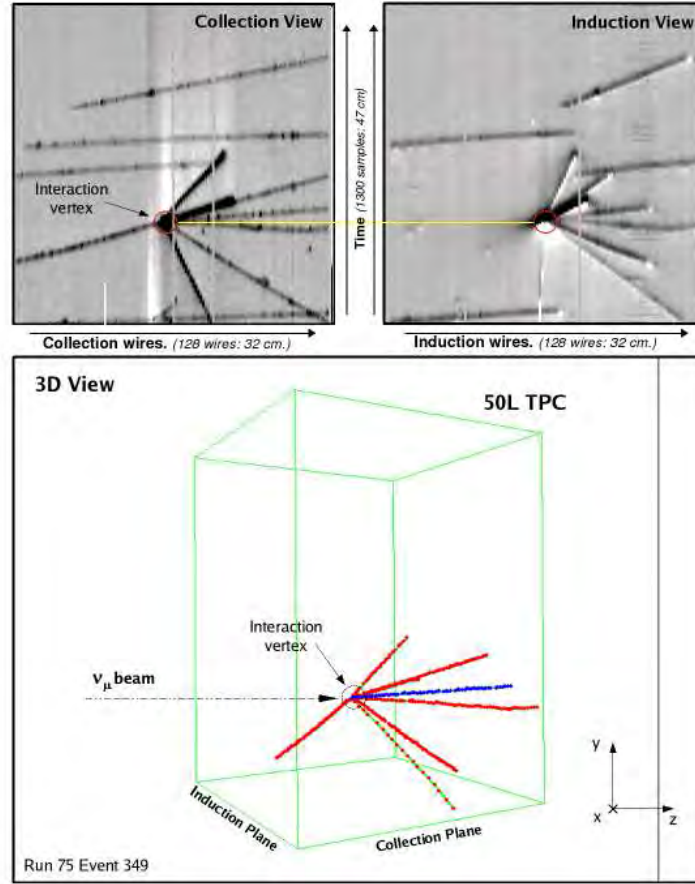 Collection View
Interaction
vertex
Collection wires. (128 wires: 32 cm.)
Time (1300 samples: 47 cm)
Induction View
Induction wires. (128 wires: 32 cm.)
3D View
50L TPC
Interaction
vertex
νμ beam
y
x
z
Induction Plane
Collection Plane
Run 75 Event 349